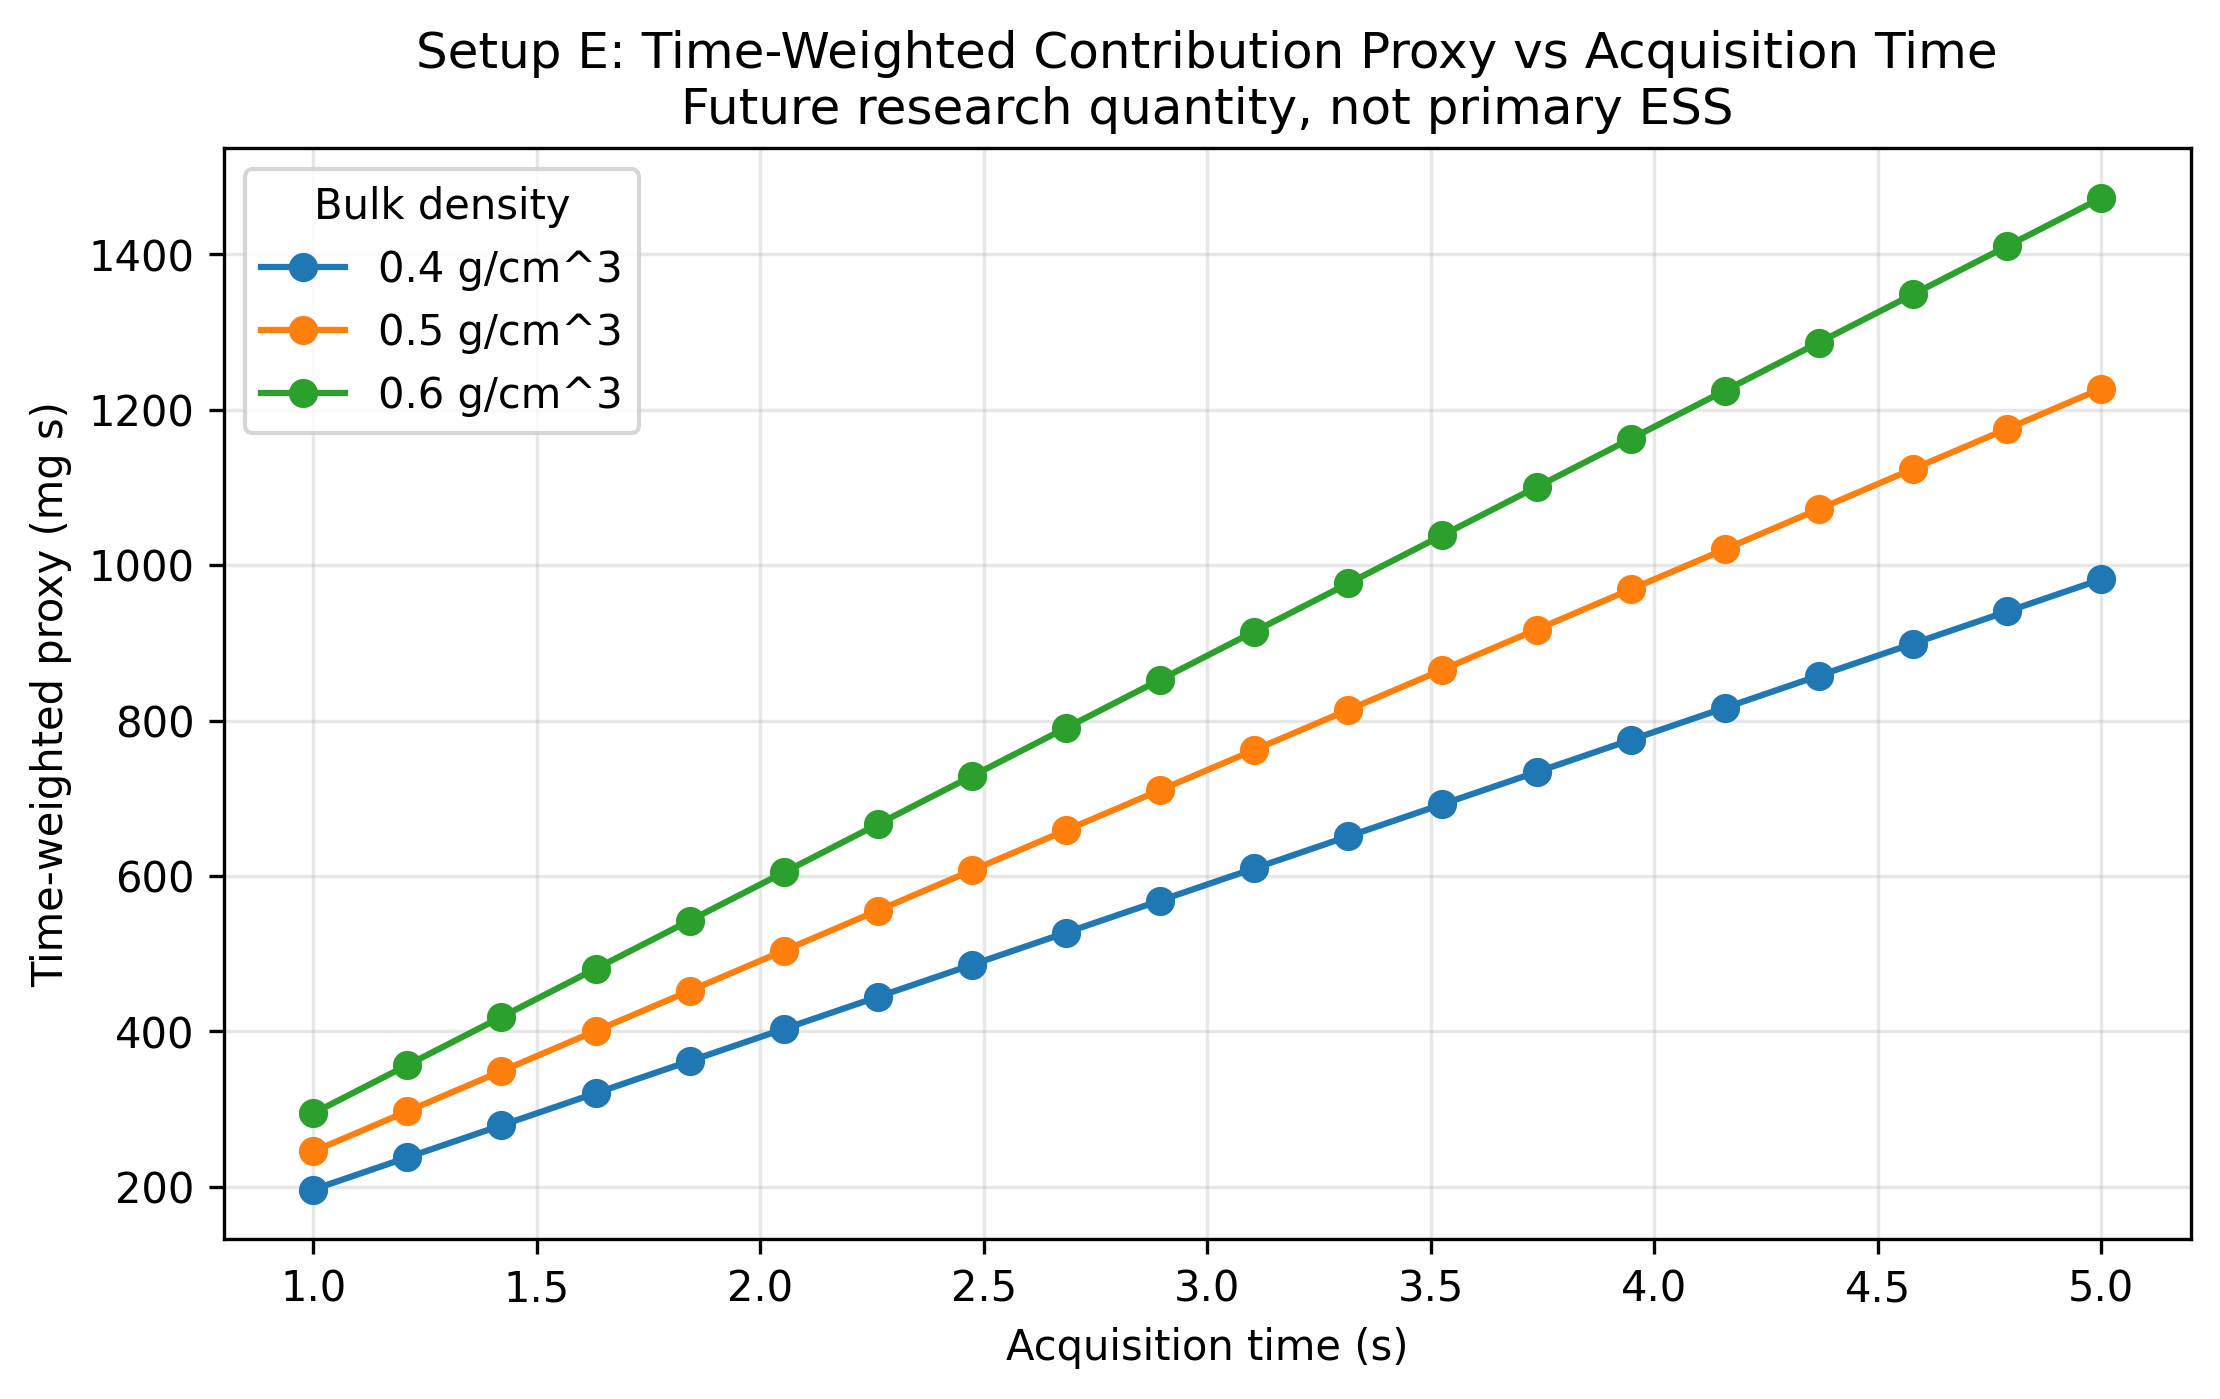 Setup E: Time-Weighted Contribution Proxy vs Acquisition Time
Future research quantity, not primary ESS
Bulk density
0.4 g/cm^3
0.5 g/cm^3
0.6 g/cm^3
Time-weighted proxy (mg s)
1400
1200
1000
800
600
400
200
1.0 1.5 2.0 2.5 3.0 3.5 4.0 4.5 5.0
Acquisition time (s)